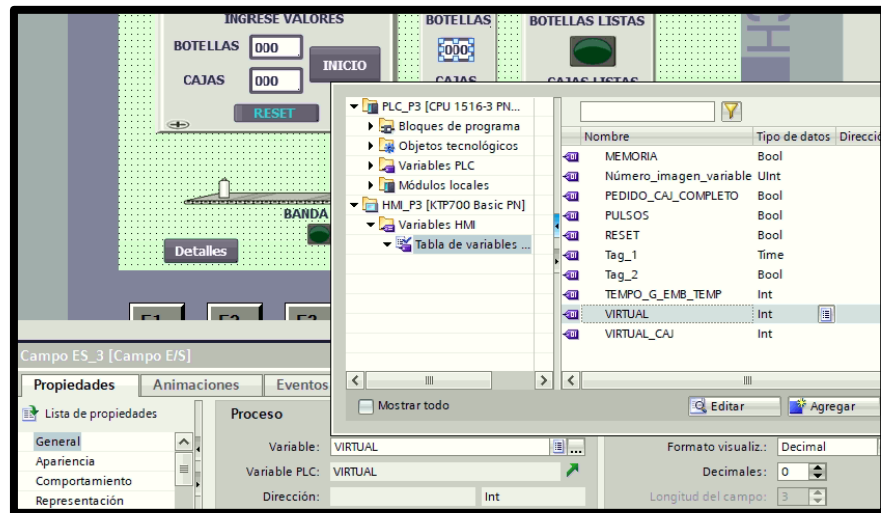 INGRESE VALORES
BOTELLAS
BOTELLAS LISTAS
BOTELLAS 000
000
INICIO
CAJAS 000
CAJAS
CAJAS LISTAS
RESET
BANDA
Detalles
PLC_P3 [CPU 1516-3 PN...
Bloques de programa
Objetos tecnológicos
Variables PLC
Módulos locales
HMI_P3 [KTP700 Basic PN]
Variables HMI
Tabla de variables ...
Nombre Tipo de datos Direcció
MEMORIA Bool
Número_imagen_variable UInt
PEDIDO_CAJ_COMPLETO Bool
PULSOS Bool
RESET Bool
Tag_1 Time
Tag_2 Bool
TEMPO_G_EMB_TEMP Int
VIRTUAL Int
VIRTUAL_CAJ Int
Mostrar todo
Editar
Agregar
Campo ES_3 [Campo E/S]
Propiedades Animaciones Eventos
Lista de propiedades
General
Apariencia
Comportamiento
Representación
Proceso
Variable: VIRTUAL ...
Variable PLC: VIRTUAL
Dirección: Int
Formato visualiz.: Decimal
Decimales: 0
Longitud del campo: 3